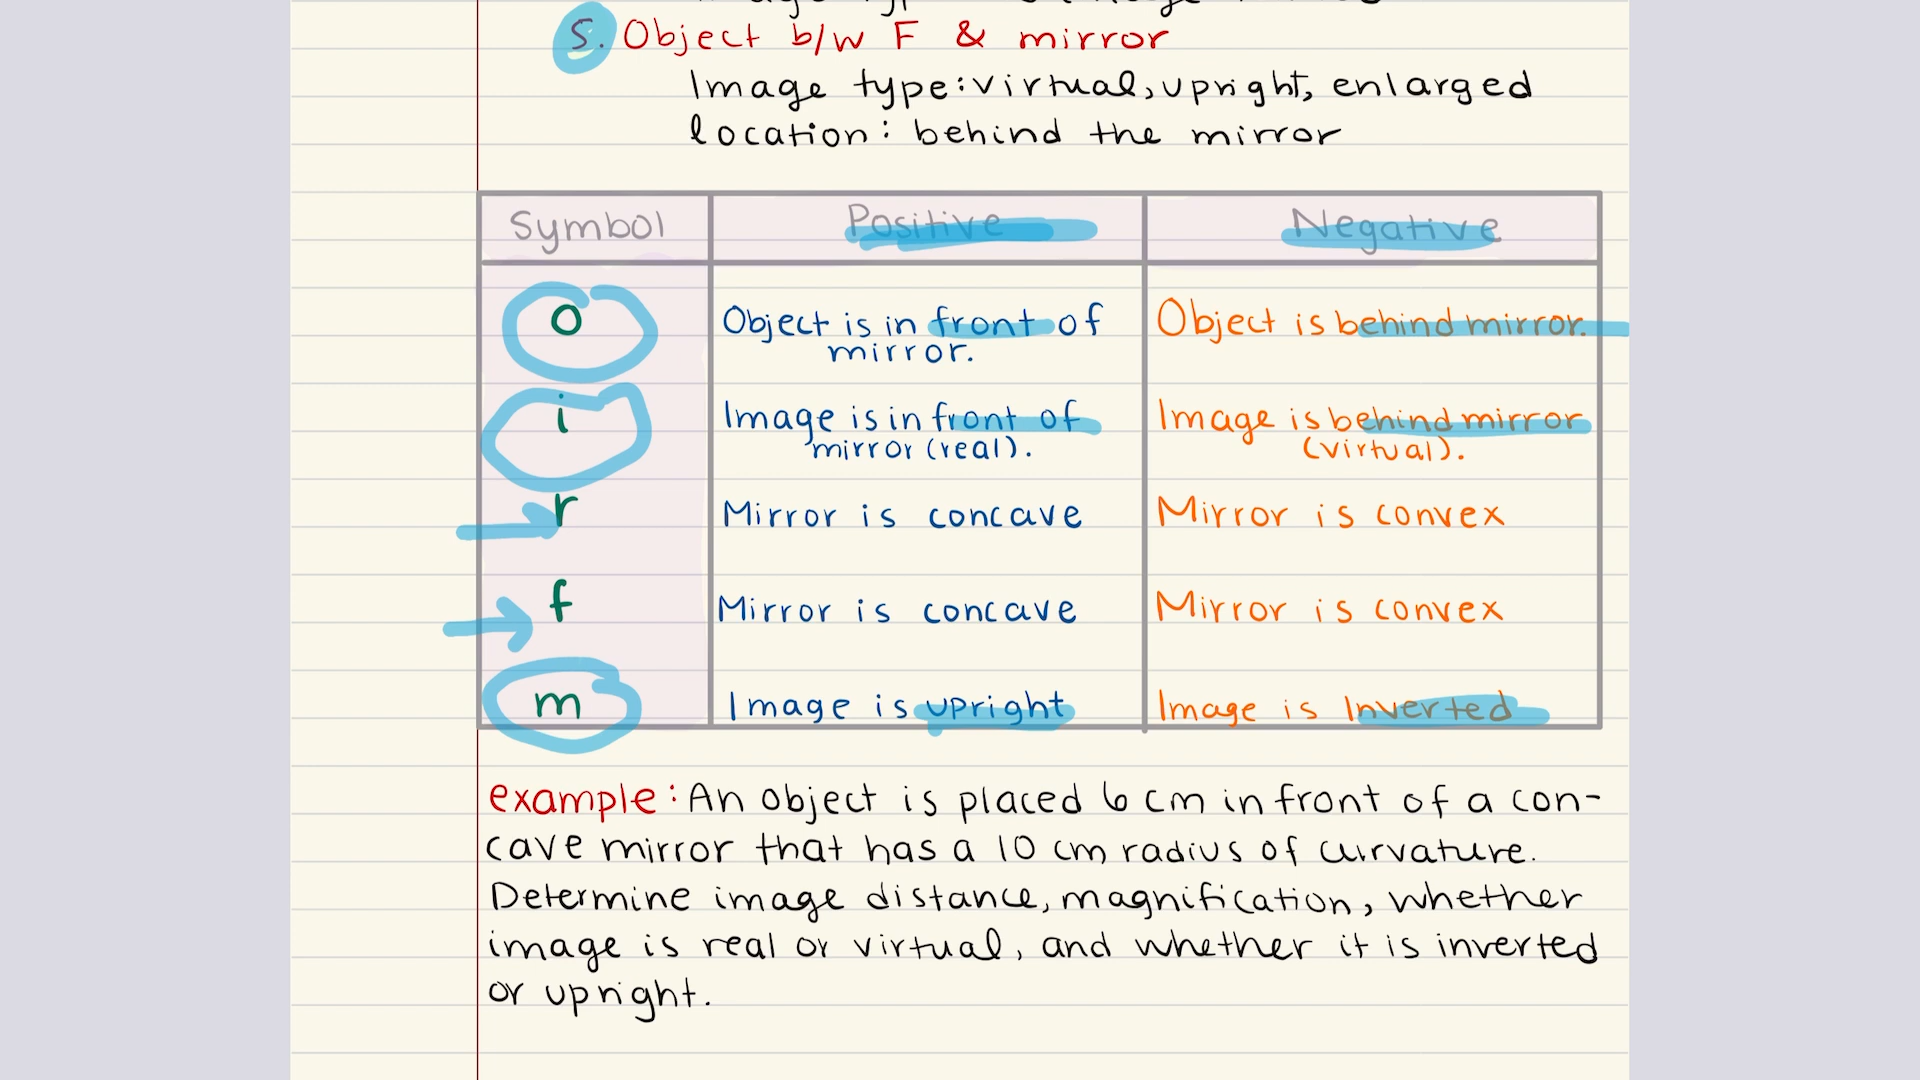 5. Object b/w F & mirror
Image type: virtual, upright, enlarged
location: behind the mirror
Symbol Positive Negative
o Object is in front of mirror. Object is behind mirror.
i Image is in front of mirror (real). Image is behind mirror (virtual).
r Mirror is concave Mirror is convex
f Mirror is concave Mirror is convex
m Image is upright Image is Inverted
example: An object is placed 6 cm in front of a con-
cave mirror that has a 10 cm radius of curvature.
Determine image distance, magnification, whether
image is real or virtual, and whether it is inverted
or upright.